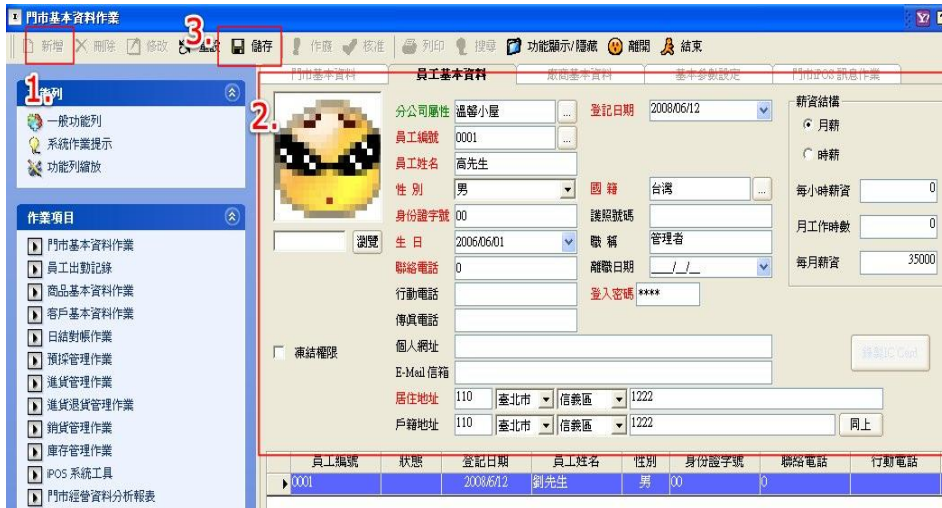 門市基本資料作業
3.
新增 刪除 修改 儲存 作廢 核准 列印 搜尋 功能顯示/隱藏 離開 結束
1.
一般功能列
系統作業提示
功能列縮放
作業項目
門市基本資料作業
員工出勤記錄
商品基本資料作業
客戶基本資料作業
日結對帳作業
預採管理作業
進貨管理作業
進貨退貨管理作業
銷貨管理作業
庫存管理作業
iPOS 系統工具
門市經營資料分析報表
2.
門市基本資料 員工基本資料 廠商基本資料 基本參數設定 門市iPOS 訊息作業
瀏覽
凍結權限
分公司屬性 溫馨小屋 ... 登記日期 2008/06/12
員工編號 0001 ...
員工姓名 高先生
性 別 男 國 籍 台灣 ...
身份證字號 00 護照號碼
生 日 2006/06/01 職 稱 管理者
聯絡電話 0 離職日期 __/_/_
行動電話 登入密碼 ****
傳真電話
個人網址
E-Mail 信箱
居住地址 110 臺北市 信義區 1222
戶籍地址 110 臺北市 信義區 1222 同上
薪資結構
月薪
時薪
每小時薪資 0
月工作時數 0
每月薪資 35000
IC Card
員工編號 狀態 登記日期 員工姓名 性別 身份證字號 聯絡電話 行動電話
0001 2008/6/12 劉先生 男 00 0